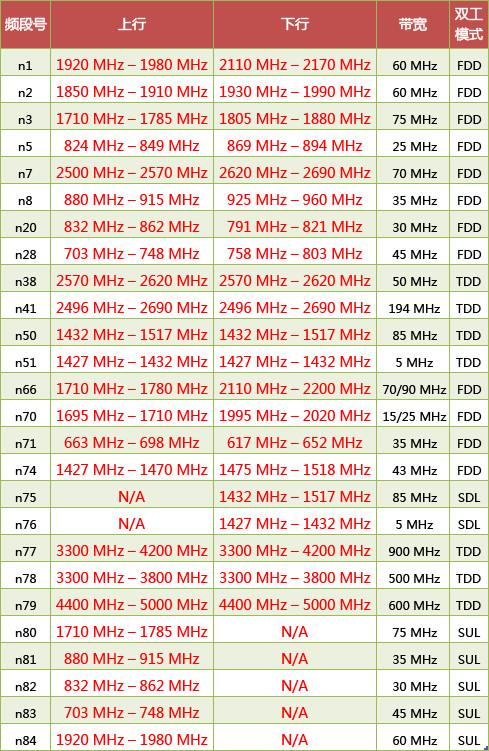 频段号 上行 下行 带宽 双工模式
n1 1920 MHz – 1980 MHz 2110 MHz – 2170 MHz 60 MHz FDD
n2 1850 MHz – 1910 MHz 1930 MHz – 1990 MHz 60 MHz FDD
n3 1710 MHz – 1785 MHz 1805 MHz – 1880 MHz 75 MHz FDD
n5 824 MHz – 849 MHz 869 MHz – 894 MHz 25 MHz FDD
n7 2500 MHz – 2570 MHz 2620 MHz – 2690 MHz 70 MHz FDD
n8 880 MHz – 915 MHz 925 MHz – 960 MHz 35 MHz FDD
n20 832 MHz – 862 MHz 791 MHz – 821 MHz 30 MHz FDD
n28 703 MHz – 748 MHz 758 MHz – 803 MHz 45 MHz FDD
n38 2570 MHz – 2620 MHz 2570 MHz – 2620 MHz 50 MHz TDD
n41 2496 MHz – 2690 MHz 2496 MHz – 2690 MHz 194 MHz TDD
n50 1432 MHz – 1517 MHz 1432 MHz – 1517 MHz 85 MHz TDD
n51 1427 MHz – 1432 MHz 1427 MHz – 1432 MHz 5 MHz TDD
n66 1710 MHz – 1780 MHz 2110 MHz – 2200 MHz 70/90 MHz FDD
n70 1695 MHz – 1710 MHz 1995 MHz – 2020 MHz 15/25 MHz FDD
n71 663 MHz – 698 MHz 617 MHz – 652 MHz 35 MHz FDD
n74 1427 MHz – 1470 MHz 1475 MHz – 1518 MHz 43 MHz FDD
n75 N/A 1432 MHz – 1517 MHz 85 MHz SDL
n76 N/A 1427 MHz – 1432 MHz 5 MHz SDL
n77 3300 MHz – 4200 MHz 3300 MHz – 4200 MHz 900 MHz TDD
n78 3300 MHz – 3800 MHz 3300 MHz – 3800 MHz 500 MHz TDD
n79 4400 MHz – 5000 MHz 4400 MHz – 5000 MHz 600 MHz TDD
n80 1710 MHz – 1785 MHz N/A 75 MHz SUL
n81 880 MHz – 915 MHz N/A 35 MHz SUL
n82 832 MHz – 862 MHz N/A 30 MHz SUL
n83 703 MHz – 748 MHz N/A 45 MHz SUL
n84 1920 MHz – 1980 MHz N/A 60 MHz SUL